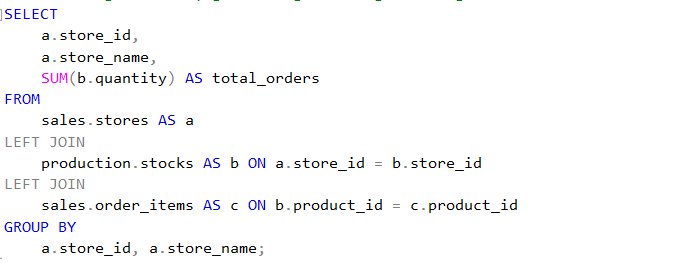 SELECT
a.store_id,
a.store_name,
SUM(b.quantity) AS total_orders
FROM
sales.stores AS a
LEFT JOIN
production.stocks AS b ON a.store_id = b.store_id
LEFT JOIN
sales.order_items AS c ON b.product_id = c.product_id
GROUP BY
a.store_id, a.store_name;